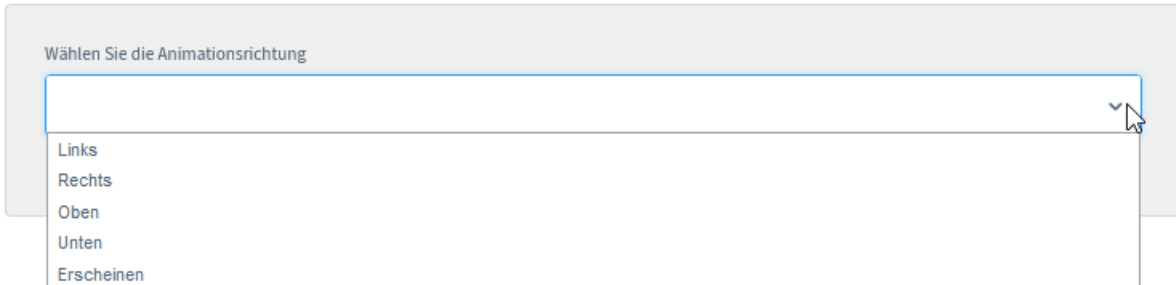 Wählen Sie die Animationsrichtung
Links
Rechts
Oben
Unten
Erscheinen